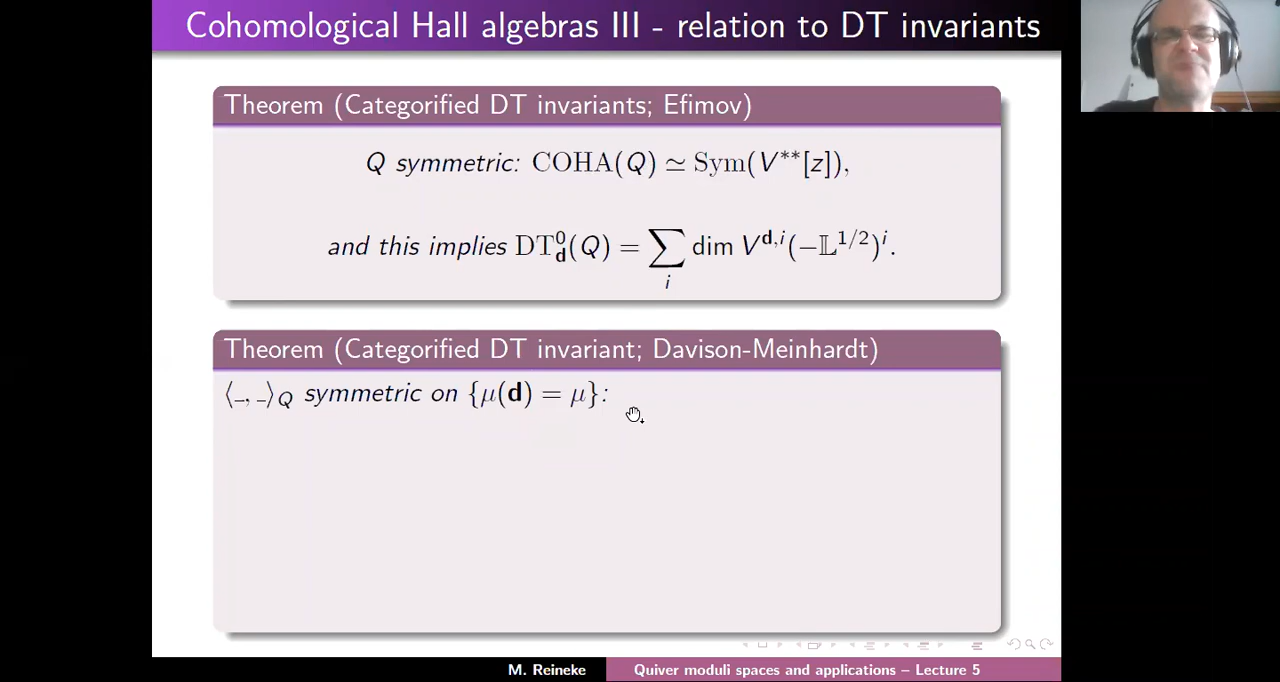 Cohomological Hall algebras III - relation to DT invariants
Theorem (Categorified DT invariants; Efimov)
Q symmetric: COHA(Q) ≃ Sym(V**[z]),
and this implies DT⁰_𝐝(Q) = ∑_i dim V^{𝐝,i}(−𝕃^{1/2})^i.
Theorem (Categorified DT invariant; Davison-Meinhardt)
⟨_, _⟩_Q symmetric on {μ(𝐝) = μ}:
M. Reineke Quiver moduli spaces and applications – Lecture 5